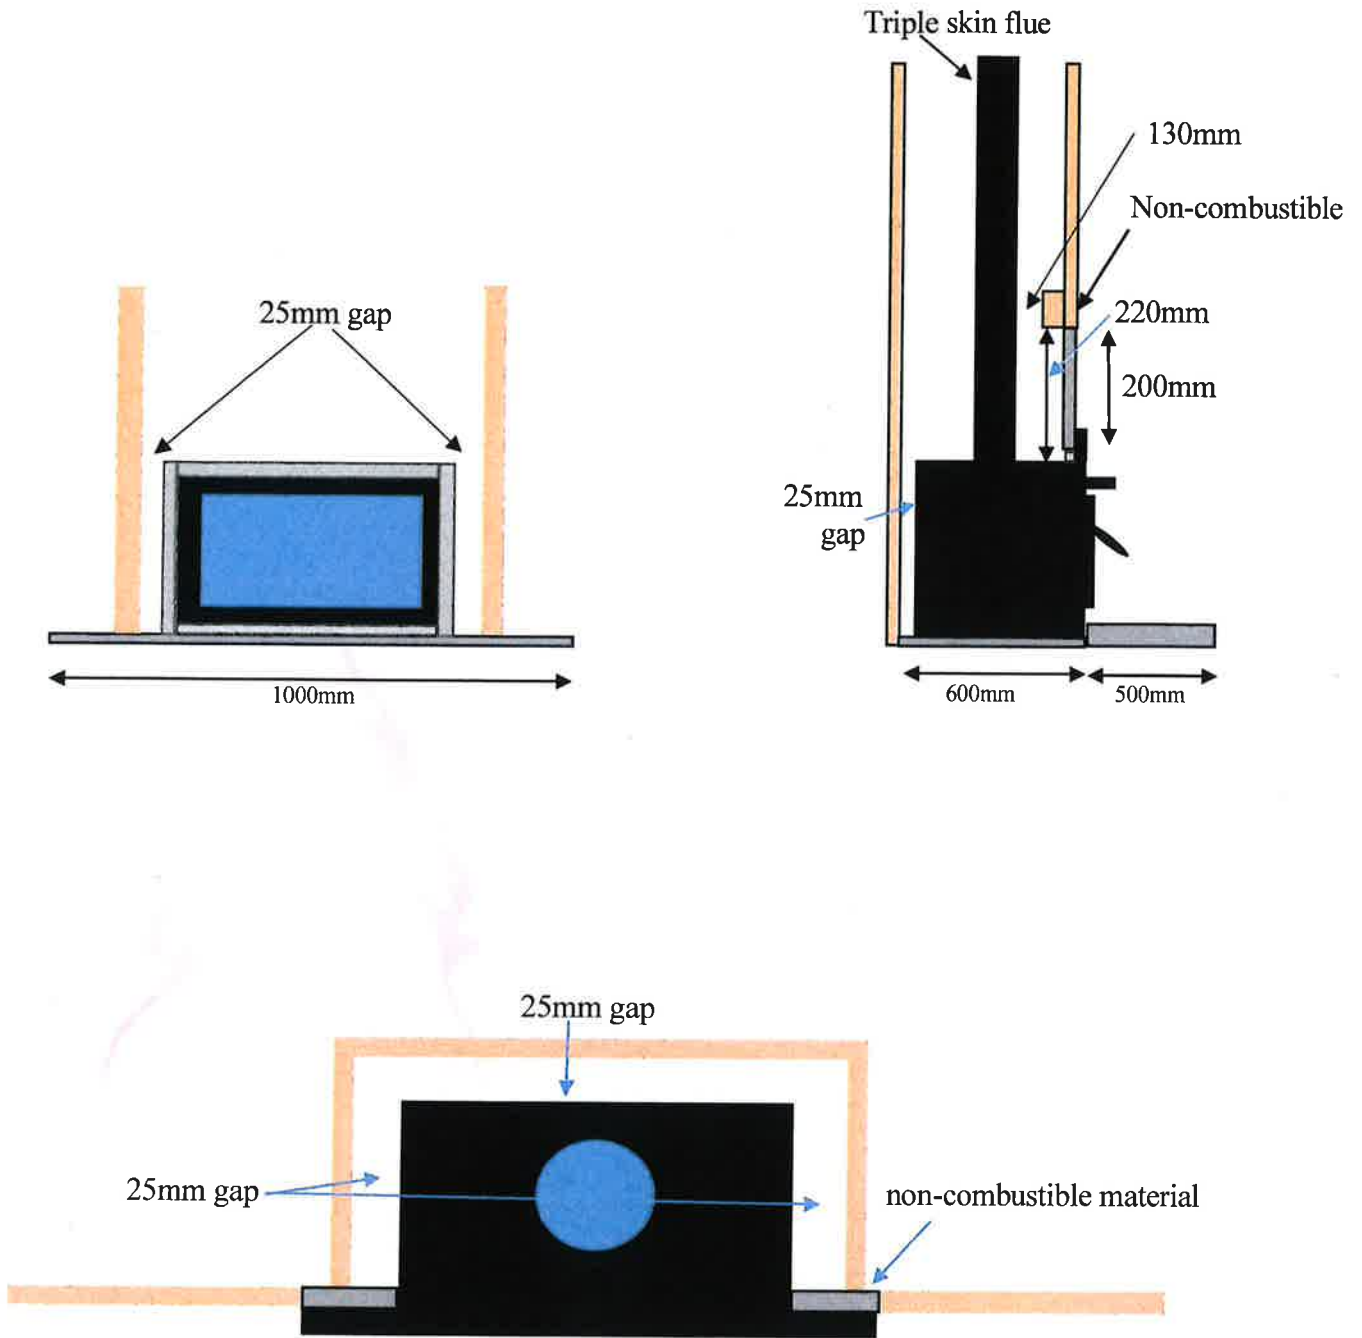 Triple skin flue
130mm
Non-combustible
25mm gap
220mm
200mm
25mm
gap
1000mm
600mm
500mm
25mm gap
25mm gap
non-combustible material